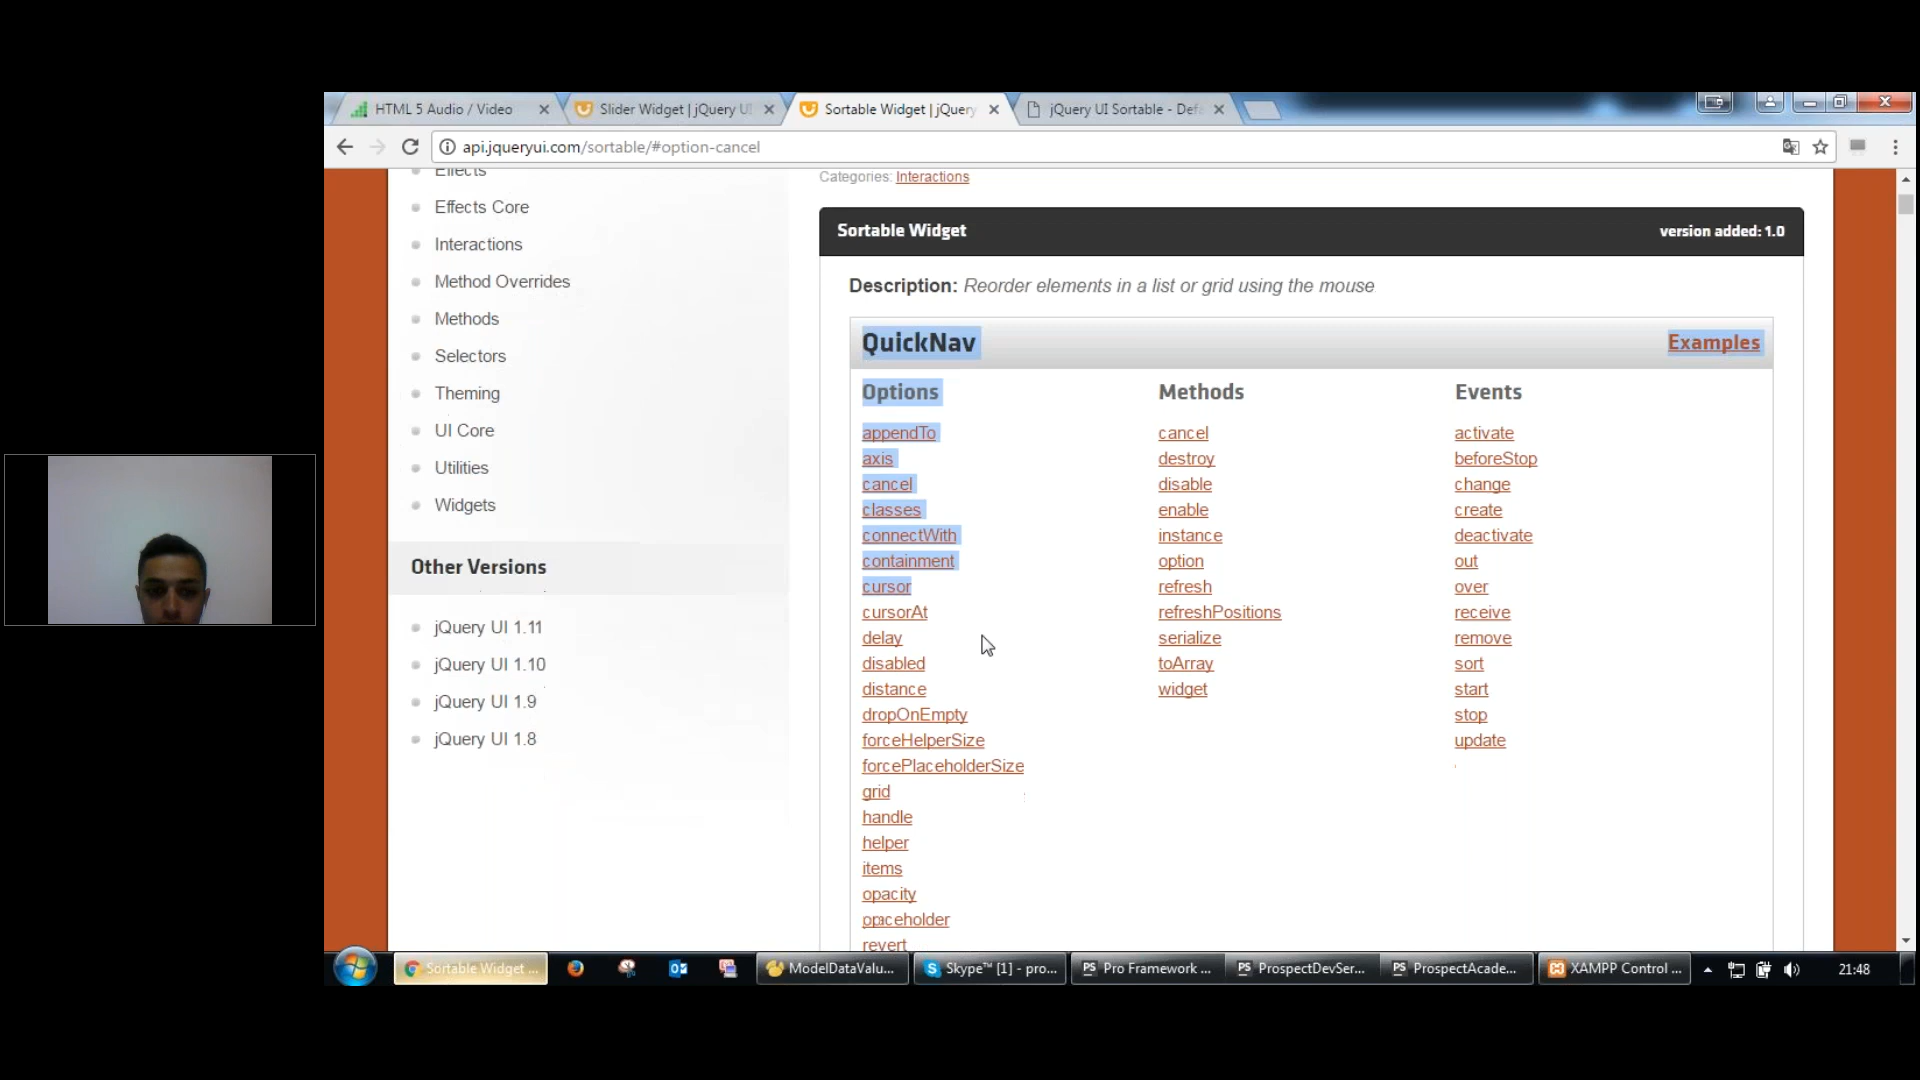 HTML 5 Audio / Video
Slider Widget | jQuery UI
Sortable Widget | jQuery
jQuery UI Sortable - Defa
api.jqueryui.com/sortable/#option-cancel
Effects
Effects Core
Interactions
Method Overrides
Methods
Selectors
Theming
UI Core
Utilities
Widgets
Other Versions
jQuery UI 1.11
jQuery UI 1.10
jQuery UI 1.9
jQuery UI 1.8
Categories: Interactions
Sortable Widget
version added: 1.0
Description: Reorder elements in a list or grid using the mouse
QuickNav
Examples
Options
appendTo
axis
cancel
classes
connectWith
containment
cursor
cursorAt
delay
disabled
distance
dropOnEmpty
forceHelperSize
forcePlaceholderSize
grid
handle
helper
items
opacity
placeholder
revert
Methods
cancel
destroy
disable
enable
instance
option
refresh
refreshPositions
serialize
toArray
widget
Events
activate
beforeStop
change
create
deactivate
out
over
receive
remove
sort
start
stop
update
Sortable Widget ...
ModelDataValu...
Skype™ [1] - pro...
Pro Framework ...
ProspectDevSer...
ProspectAcade...
XAMPP Control ...
21:48